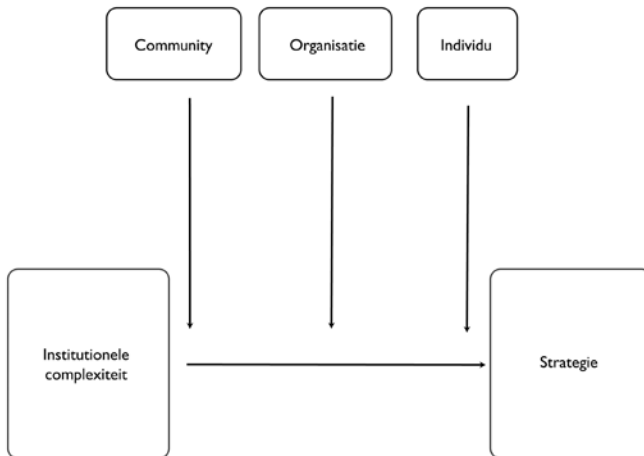 Community
Organisatie
Individu
Institutionele
complexiteit
Strategie